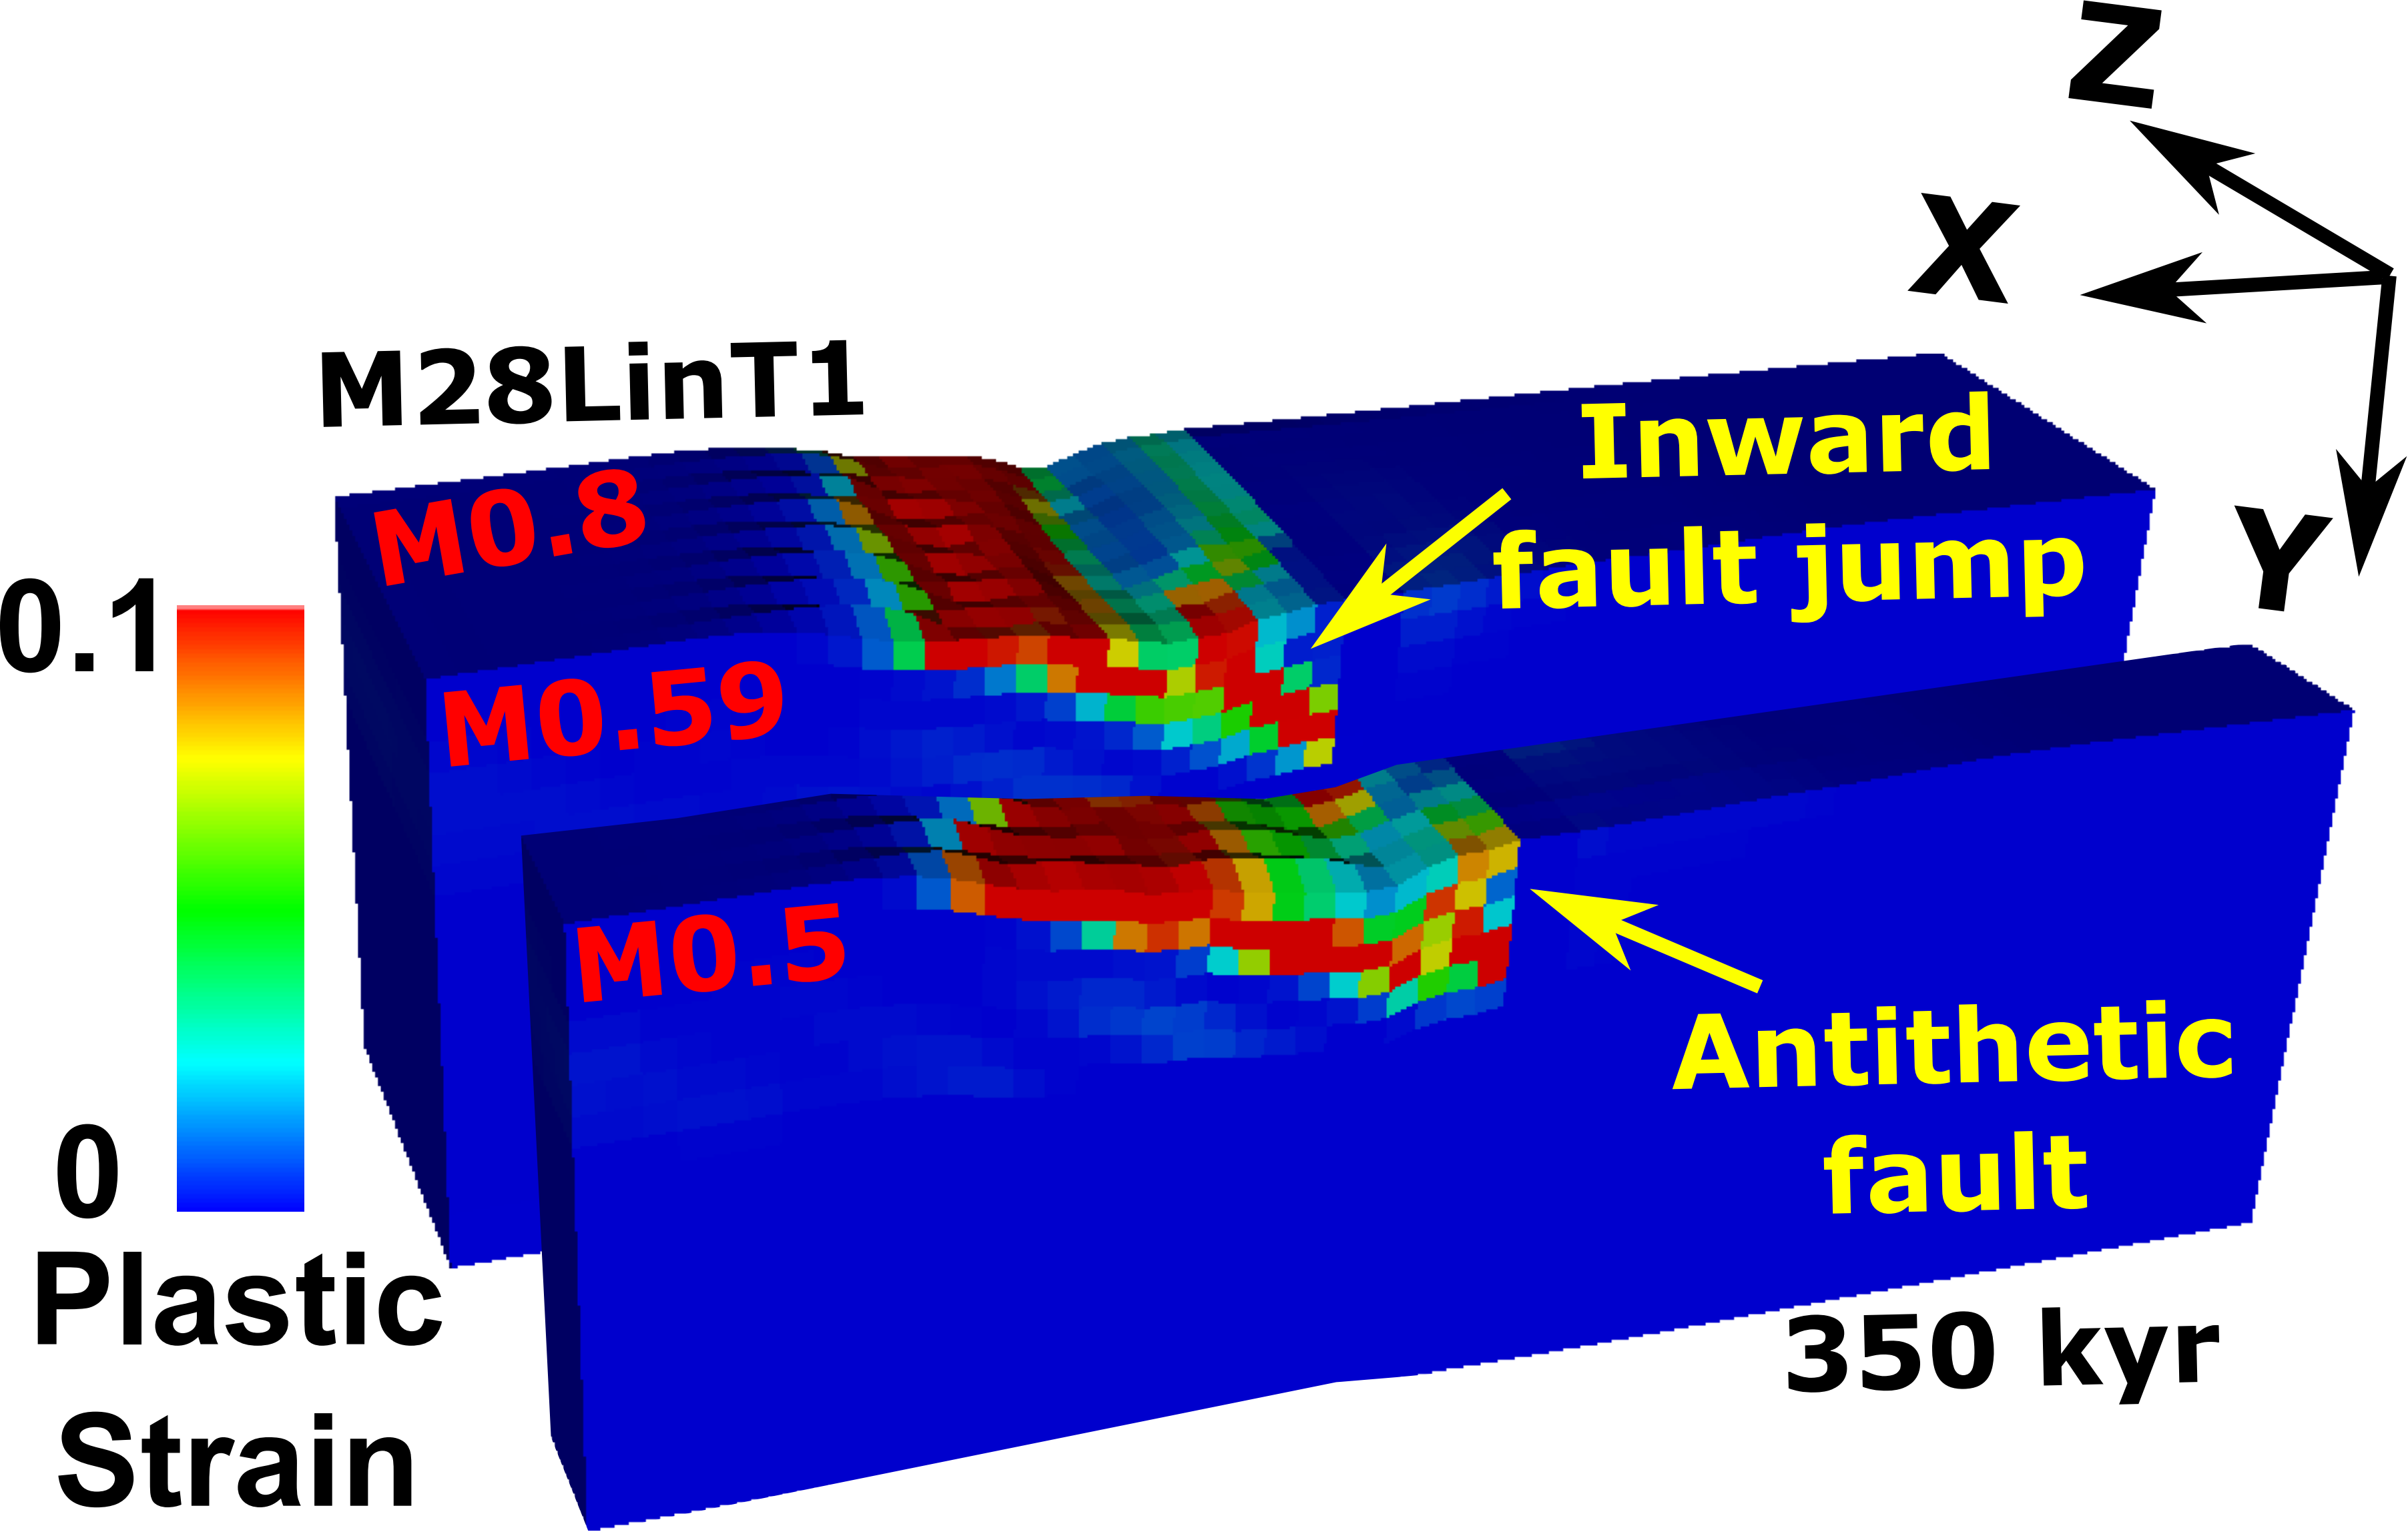 Z
X
Y
M28LinT1
M0.8
Inward
fault jump
0.1
M0.59
M0.5
Antithetic
fault
0
Plastic
Strain
350 kyr